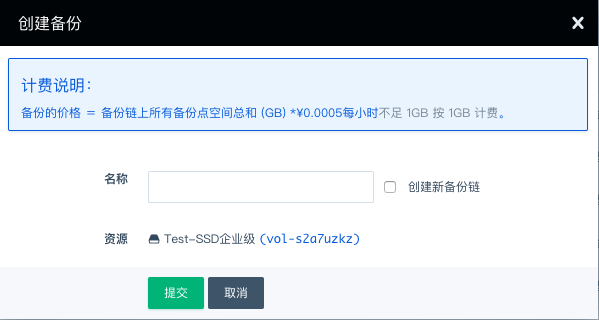 创建备份
计费说明：
备份的价格 = 备份链上所有备份点空间总和 (GB) *¥0.0005每小时不足 1GB 按 1GB 计费。
名称
创建新备份链
资源 Test-SSD企业级 (vol-s2a7uzkz)
提交 取消